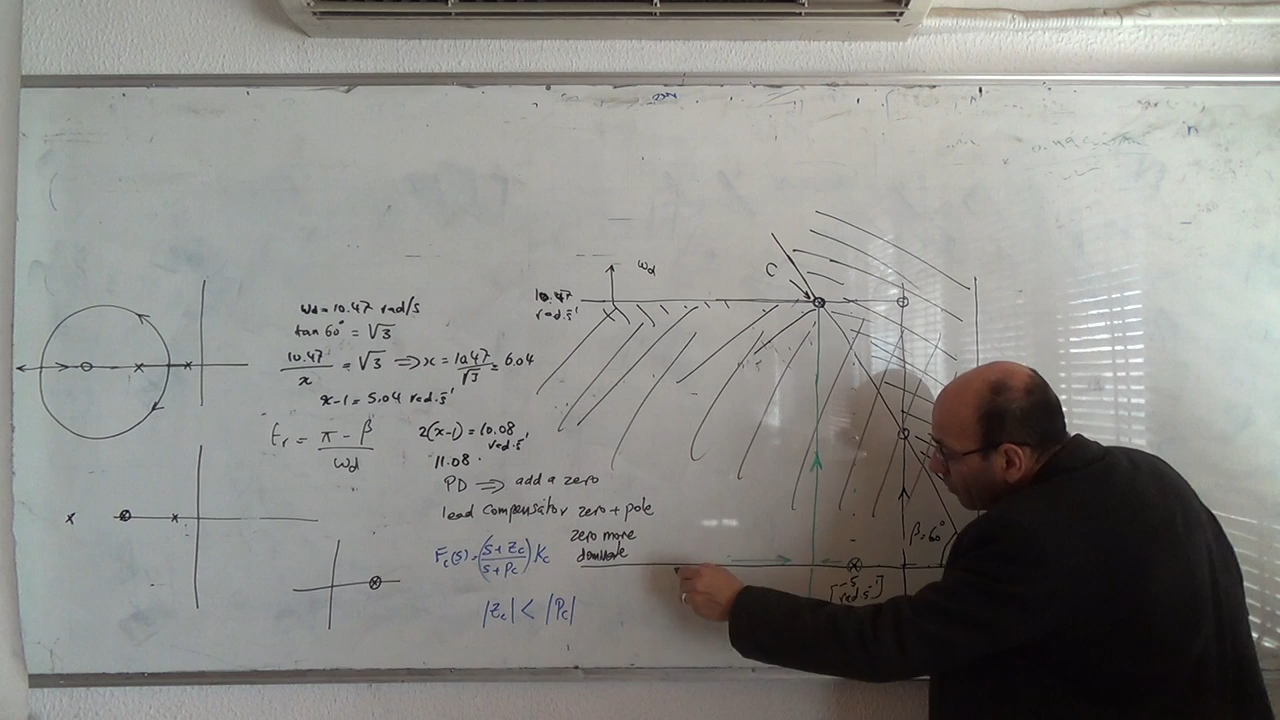 ωd = 10.47 rad/s
tan 60° = √3
10.47/x = √3 ⟹ x = 10.47/√3 = 6.04
x-1 = 5.04 rad.s⁻¹
tr = (π - β)/ωd
2(x-1) = 10.08 rad.s⁻¹
11.08
PD ⟹ add a zero
lead compensator zero + pole
zero more
dominate
Fc(s) = (s+Zc/s+Pc) Kc
|Zc| < |Pc|
ωd
10.47
rad.s⁻¹
C
β=60°
-5
[rad.s⁻¹]